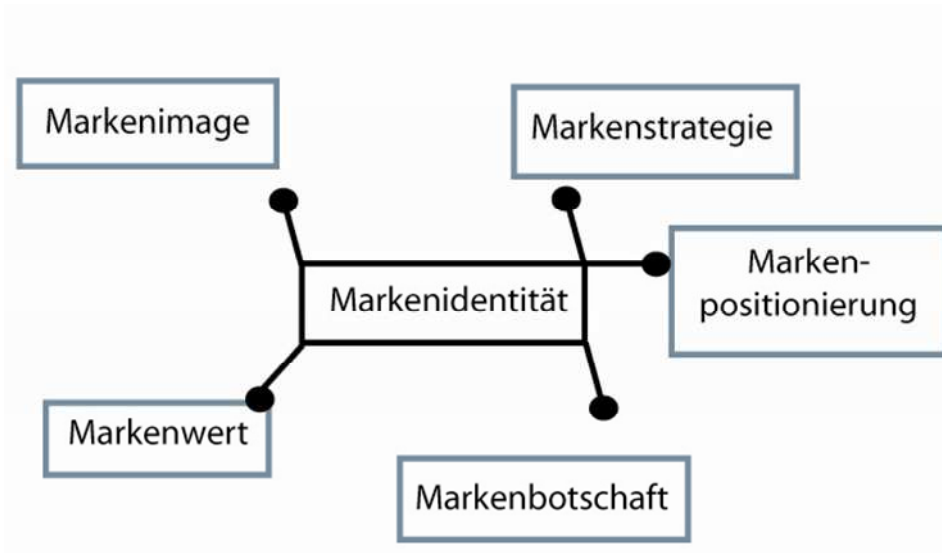 Markenimage
Markenstrategie
Marken-
positionierung
Markenidentität
Markenwert
Markenbotschaft